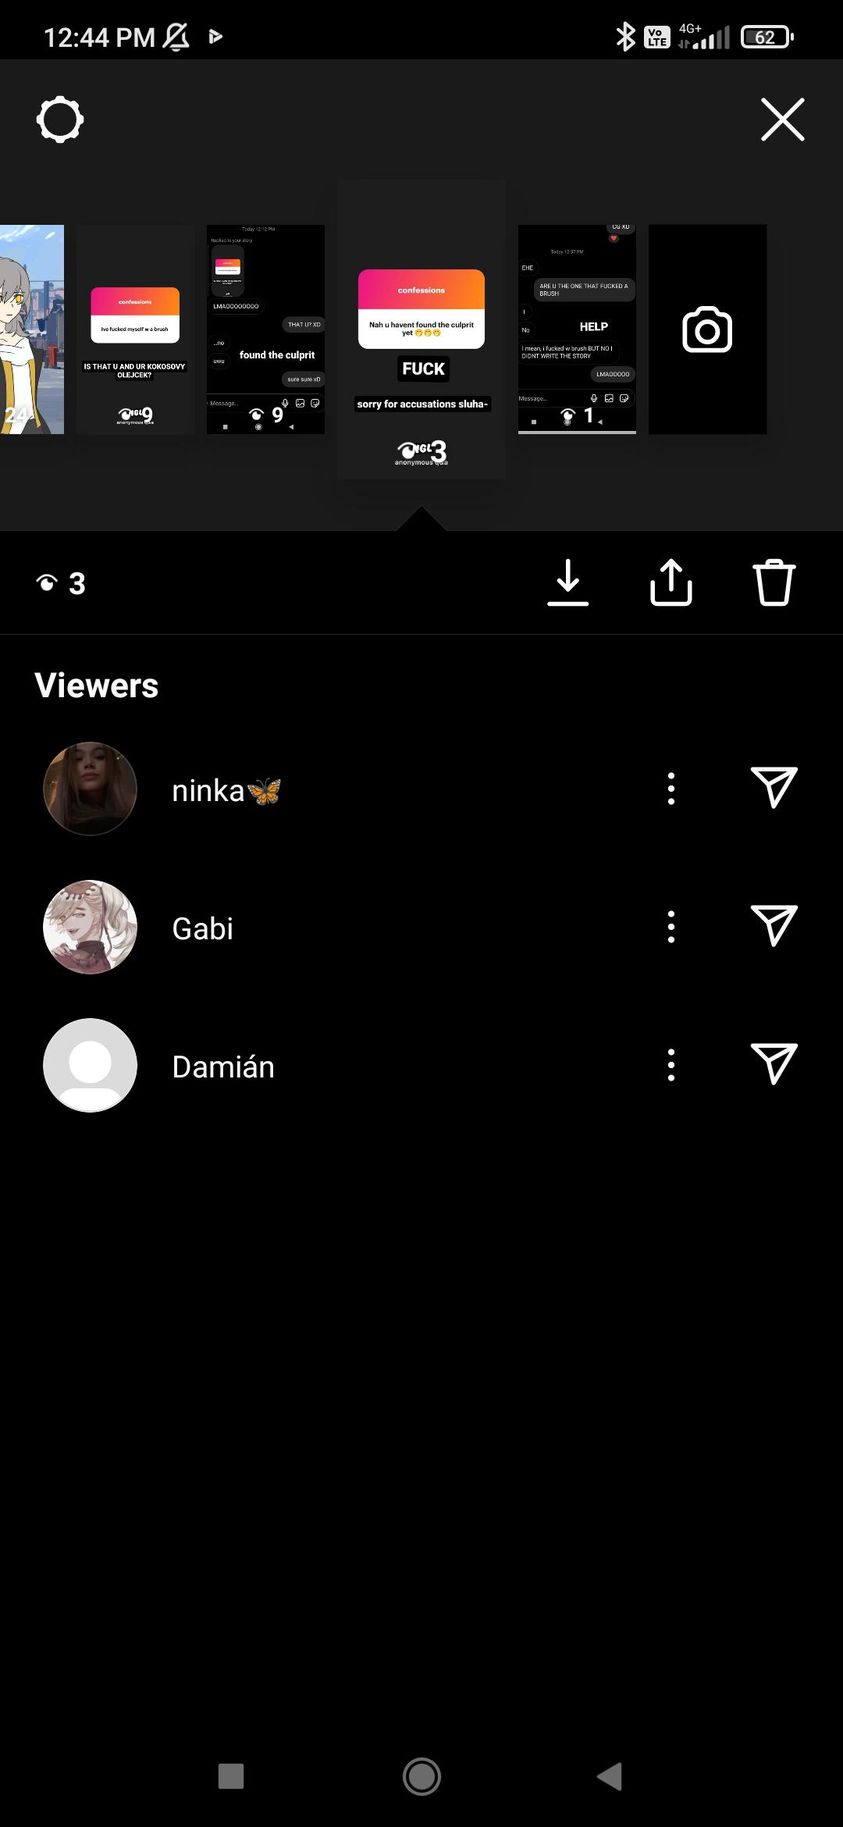 12:44 PM
Vo
LTE
4G+
62
24
confessions
Ive fucked myself w a brush
IS THAT U AND UR KOKOSOVY
OLEJCEK?
NGL
9
anonymous q&a
Today 12:12 PM
Replied to your story
LMAOOOOOOOO
THAT U? XD
..no
found the culprit
sure sure xD
Message...
9
confessions
Nah u havent found the culprit
yet 🤭🤭🤭
FUCK
sorry for accusations sluha-
NGL
3
anonymous q&a
CU XD
Today 12:37 PM
EHE
ARE U THE ONE THAT FUCKED A
BRUSH
I
No
HELP
I mean, i fucked w brush BUT NO I
DIDNT WRITE THE STORY
LMAOOOOO
Message...
1
3
Viewers
ninka🦋
Gabi
Damián